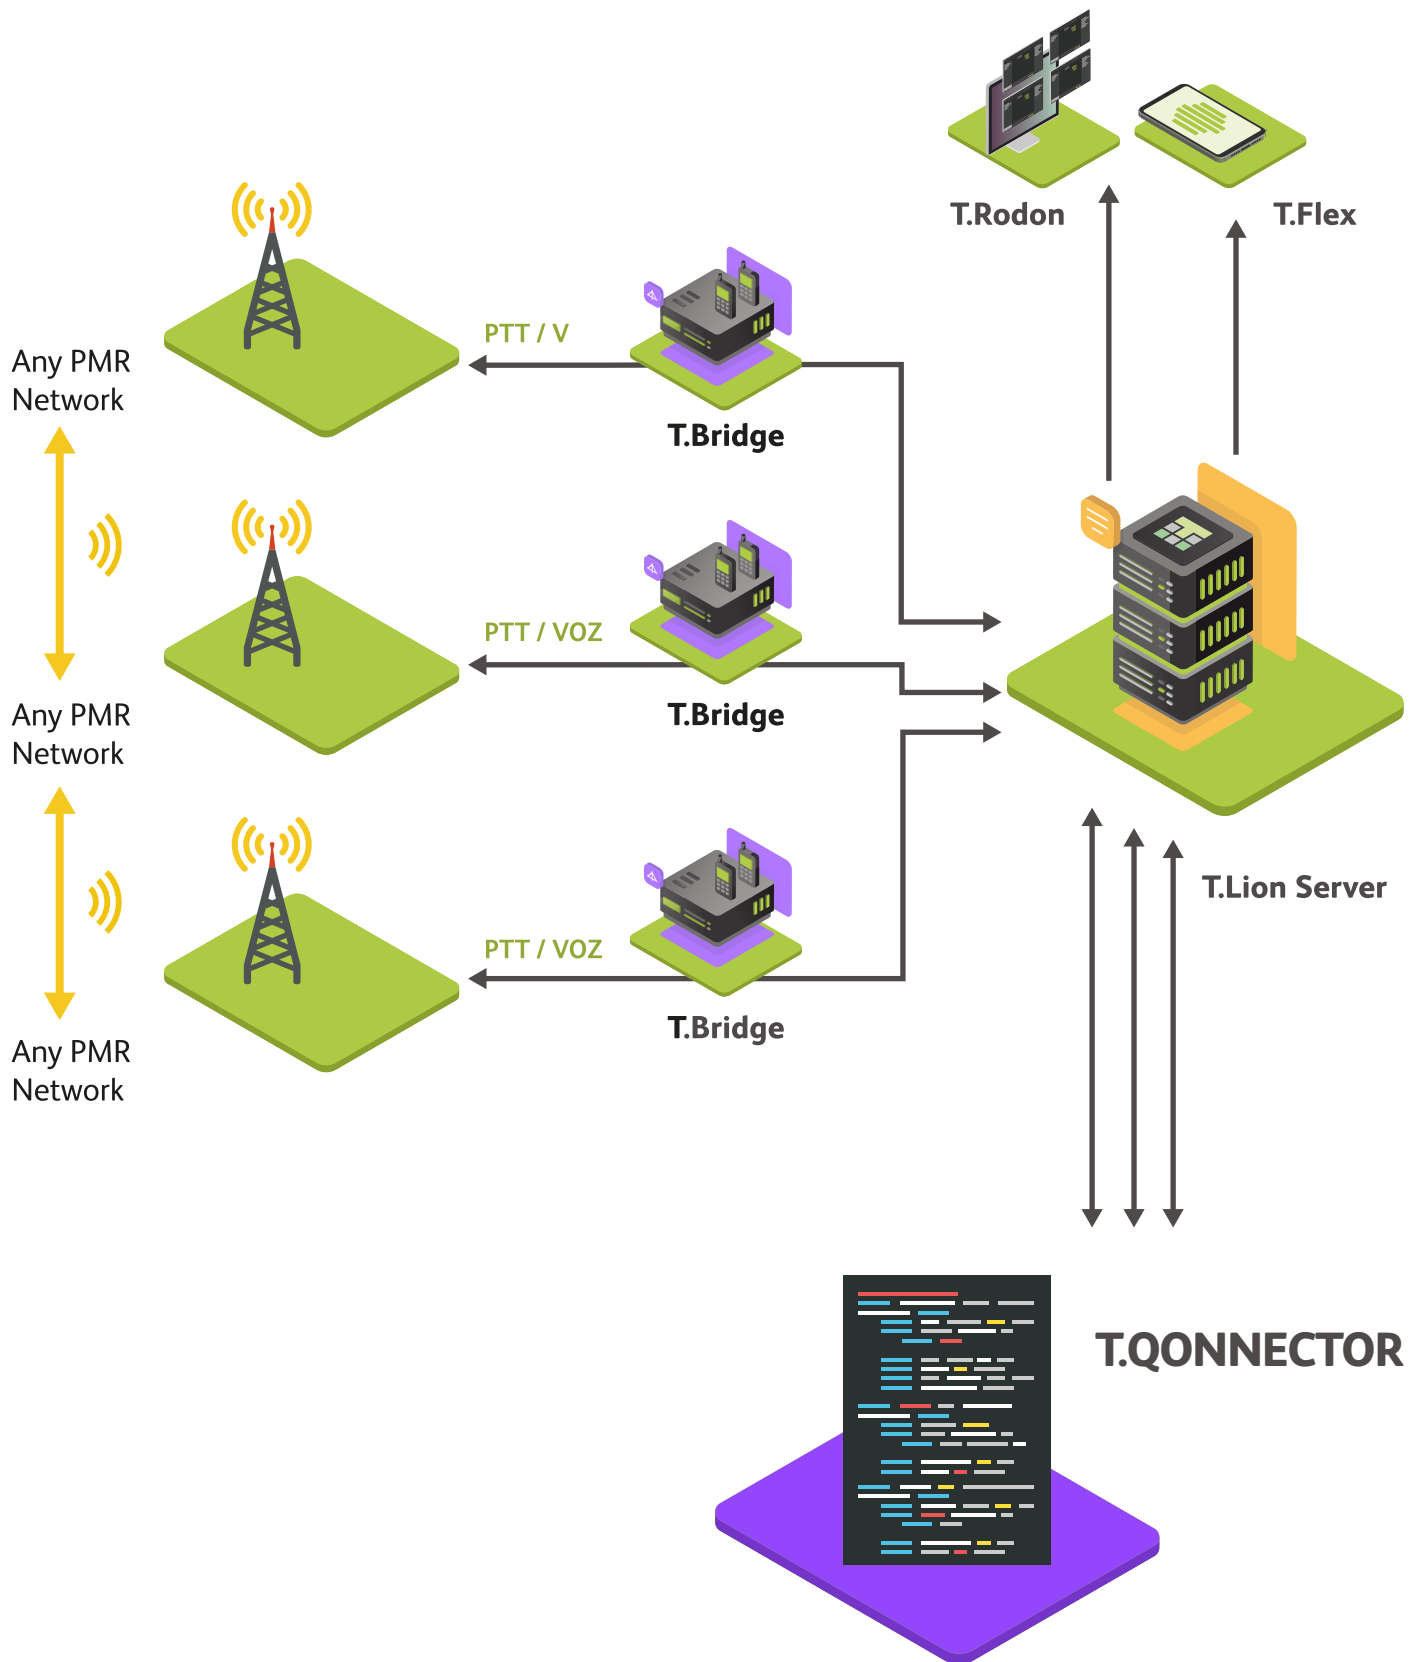 T.Rodon
T.Flex
PTT / V
Any PMR
Network
T.Bridge
PTT / VOZ
Any PMR
Network
T.Bridge
T.Lion Server
PTT / VOZ
T.Bridge
Any PMR
Network
T.QONNECTOR